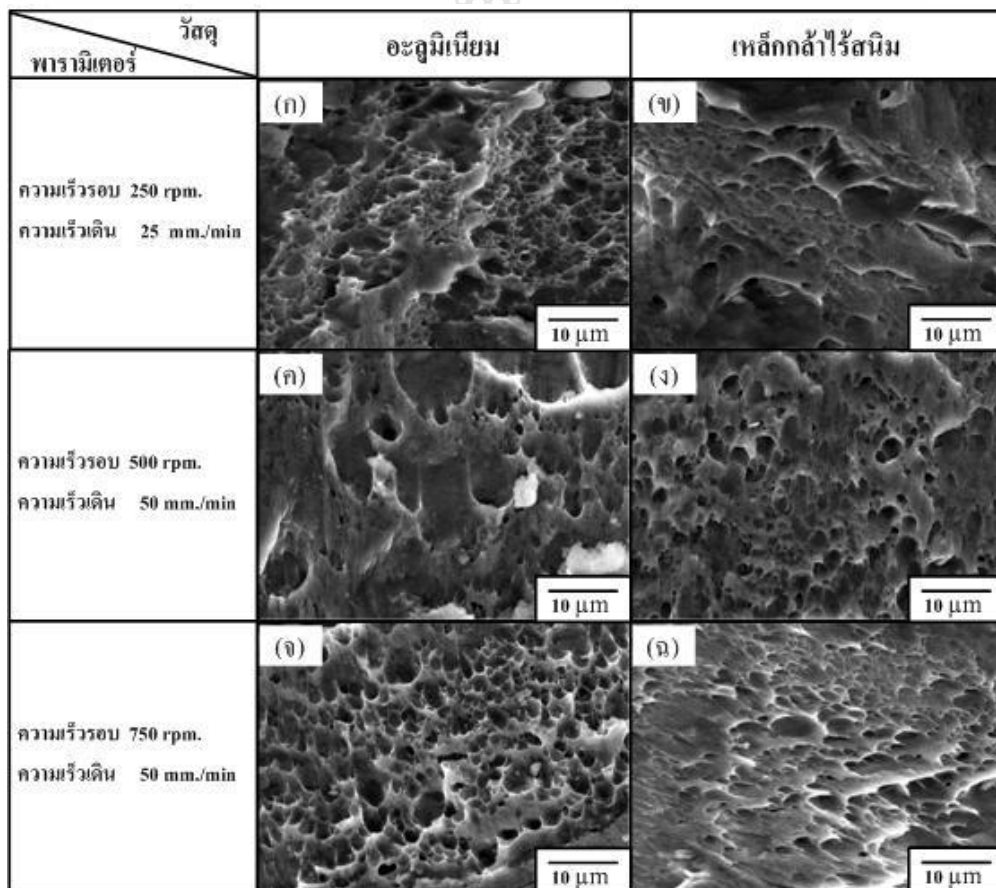 วัสดุ
พารามิเตอร์
อะลูมิเนียม
เหล็กกล้าไร้สนิม
ความเร็วรอบ 250 rpm.
ความเร็วเดิน 25 mm./min
(ก)
10 μm
(ข)
10 μm
ความเร็วรอบ 500 rpm.
ความเร็วเดิน 50 mm./min
(ค)
10 μm
(ง)
10 μm
ความเร็วรอบ 750 rpm.
ความเร็วเดิน 50 mm./min
(จ)
10 μm
(ฉ)
10 μm